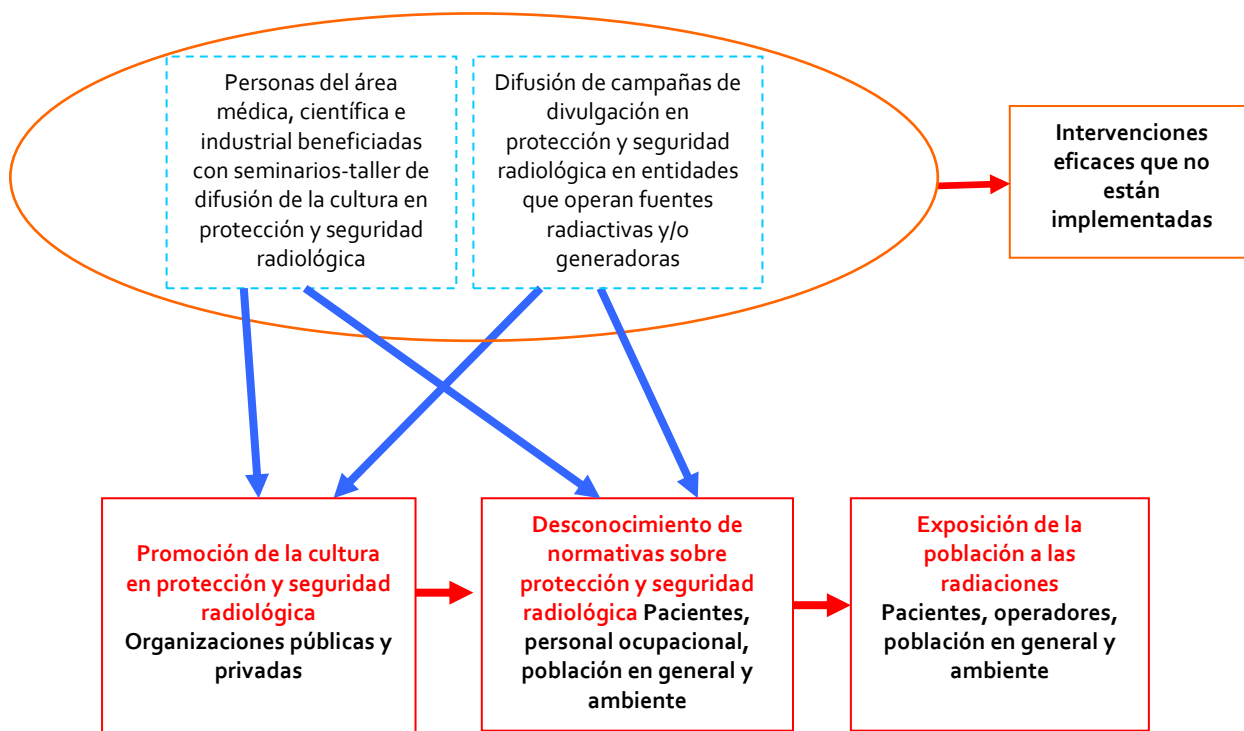 Personas del área
médica, científica e
industrial beneficiadas
con seminarios-taller de
difusión de la cultura en
protección y seguridad
radiológica
Difusión de campañas de
divulgación en
protección y seguridad
radiológica en entidades
que operan fuentes
radiactivas y/o
generadoras
Intervenciones
eficaces que no
están
implementadas
Promoción de la cultura
en protección y seguridad
radiológica
Organizaciones públicas y
privadas
Desconocimiento de
normativas sobre
protección y seguridad
radiológica Pacientes,
personal ocupacional,
población en general y
ambiente
Exposición de la
población a las
radiaciones
Pacientes, operadores,
población en general y
ambiente